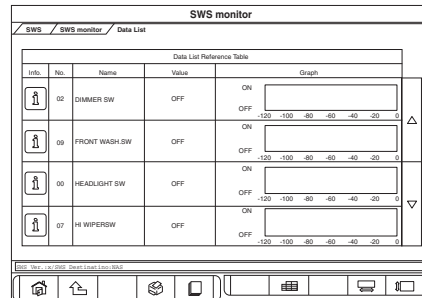 SWS monitor
SWS / SWS monitor / Data List
Data List Reference Table
Info. No. Name Value Graph
02 DIMMER SW OFF ON OFF
-120 -100 -80 -60 -40 -20 0
09 FRONT WASH.SW OFF ON OFF
-120 -100 -80 -60 -40 -20 0
00 HEADLIGHT SW OFF ON OFF
-120 -100 -80 -60 -40 -20 0
07 HI WIPERSW OFF ON OFF
-120 -100 -80 -60 -40 -20 0
SWS Ver.:x/SWS Destinatino:NAS